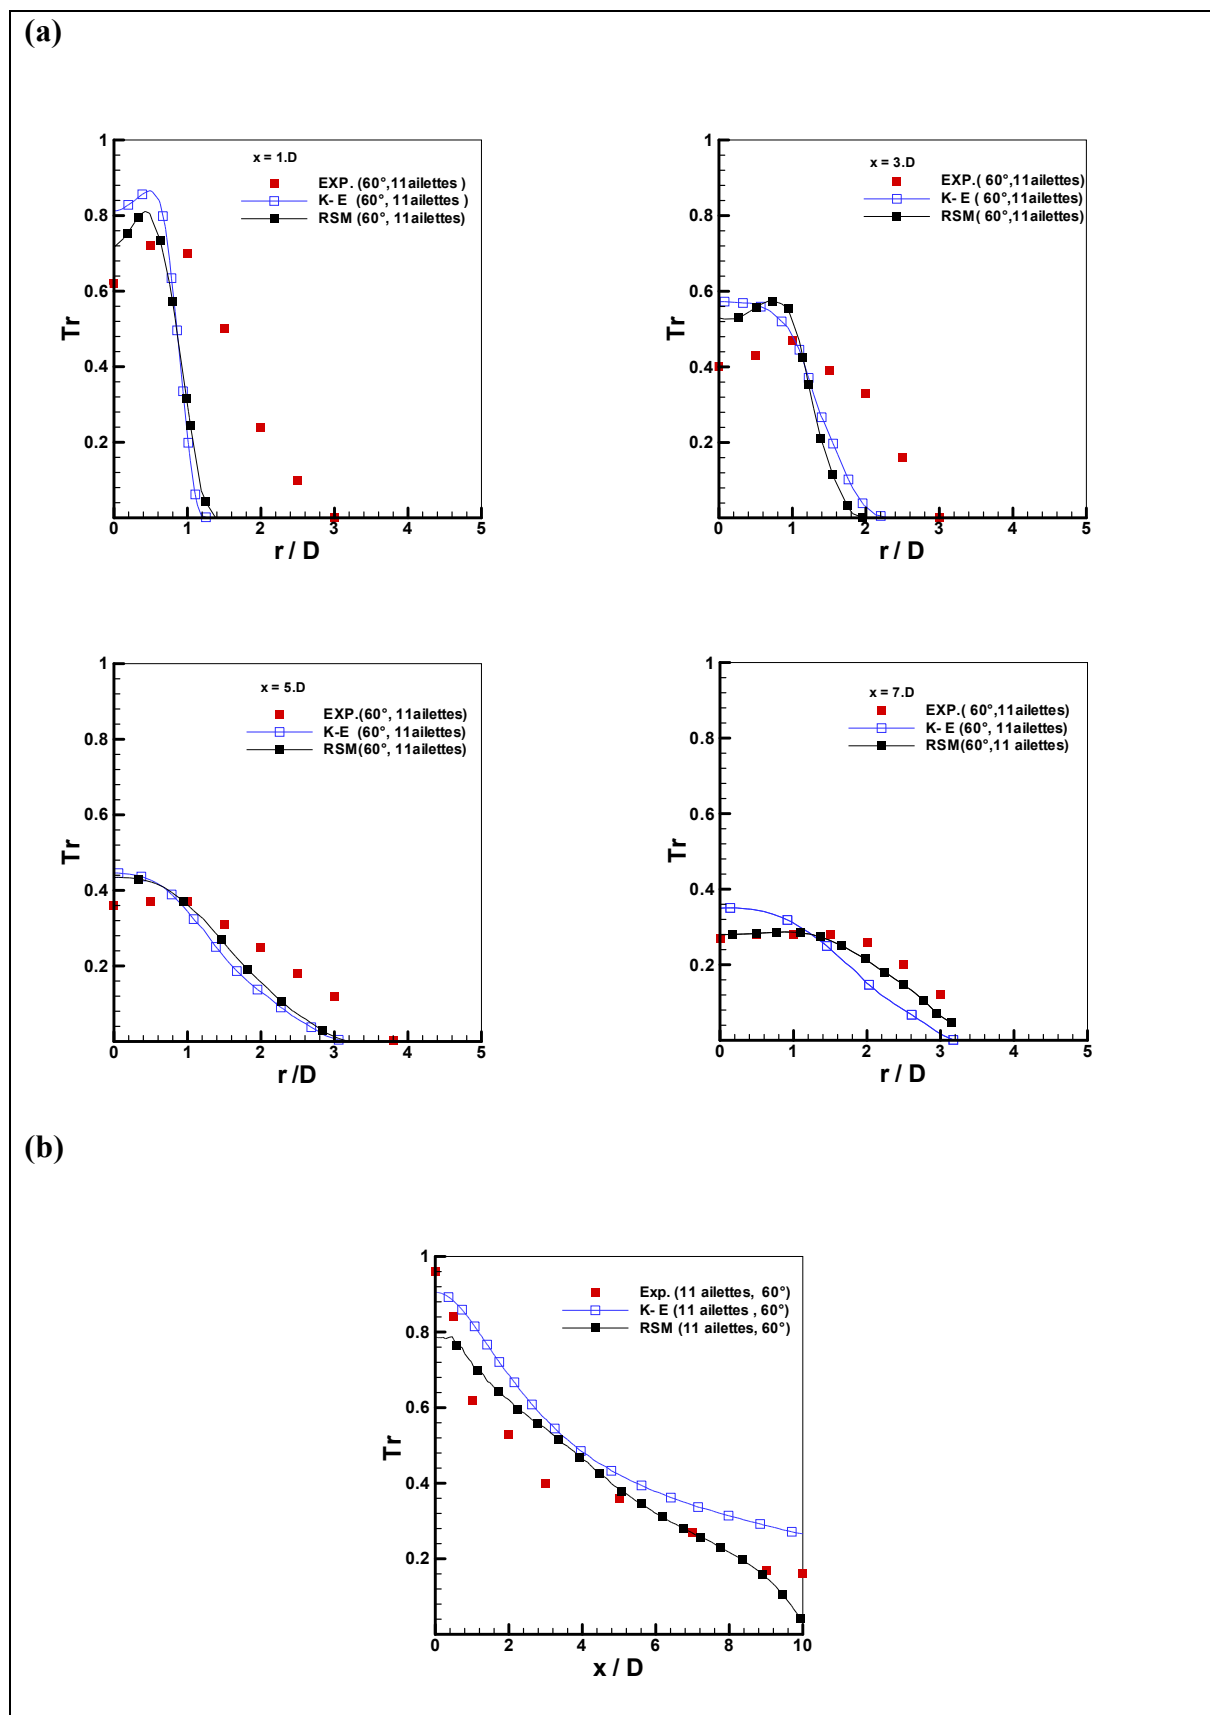 (a)
x = 1.D
EXP. (60°, 11ailettes )
K- E (60°, 11ailettes )
RSM (60°, 11ailettes)
1
0.8
0.6
0.4
0.2
0 1 2 3 4 5
Tr
r / D
x = 3.D
EXP.( 60°,11ailettes)
K- E ( 60°,11ailettes)
RSM( 60°,11ailettes)
1
0.8
0.6
0.4
0.2
0 1 2 3 4 5
Tr
r / D
x = 5.D
EXP.(60°, 11ailettes)
K-E (60°, 11ailettes)
RSM(60°, 11ailettes)
1
0.8
0.6
0.4
0.2
0 1 2 3 4 5
Tr
r /D
x = 7.D
EXP.( 60°,11ailettes)
K- E (60°, 11ailettes)
RSM(60°,11 ailettes)
1
0.8
0.6
0.4
0.2
0 1 2 3 4 5
Tr
r / D
(b)
Exp. (11 ailettes, 60°)
K- E (11 ailettes , 60°)
RSM (11 ailettes, 60°)
1
0.8
0.6
0.4
0.2
0 2 4 6 8 10
Tr
x / D